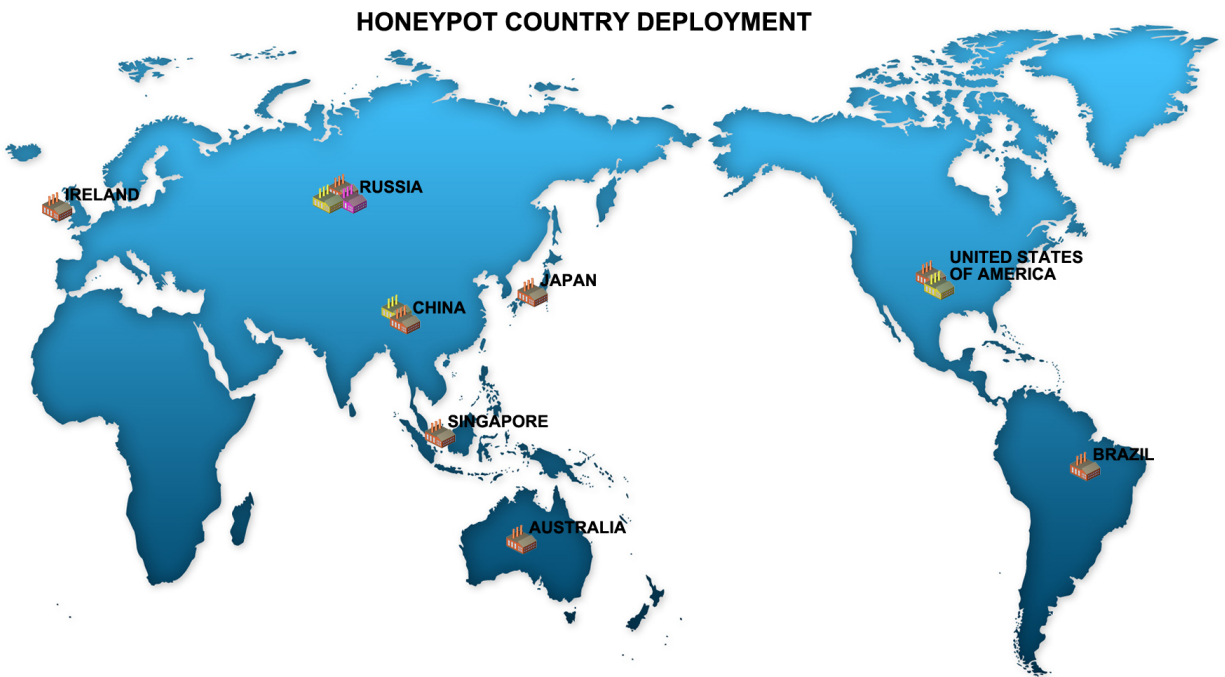 HONEYPOT COUNTRY DEPLOYMENT
IRELAND
RUSSIA
UNITED STATES
OF AMERICA
JAPAN
CHINA
SINGAPORE
BRAZIL
AUSTRALIA